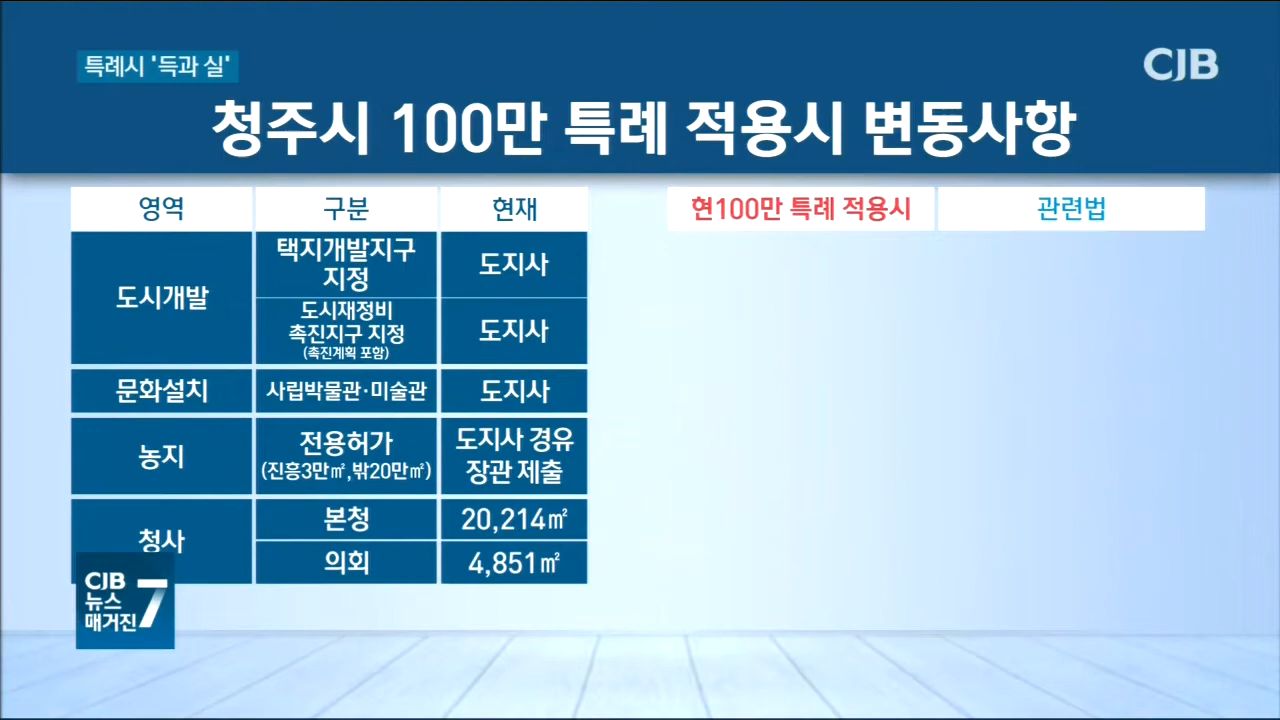 특례시 '득과 실'
CJB
청주시 100만 특례 적용시 변동사항
영역 구분 현재 현100만 특례 적용시 관련법
도시개발
택지개발지구
지정
도지사
도시재정비
촉진지구 지정
(촉진계획 포함)
도지사
문화설치 사립박물관·미술관 도지사
농지
전용허가
(진흥3만㎡,밖20만㎡)
도지사 경유
장관 제출
청사
본청 20,214㎡
의회 4,851㎡
CJB
뉴스
매거진
7